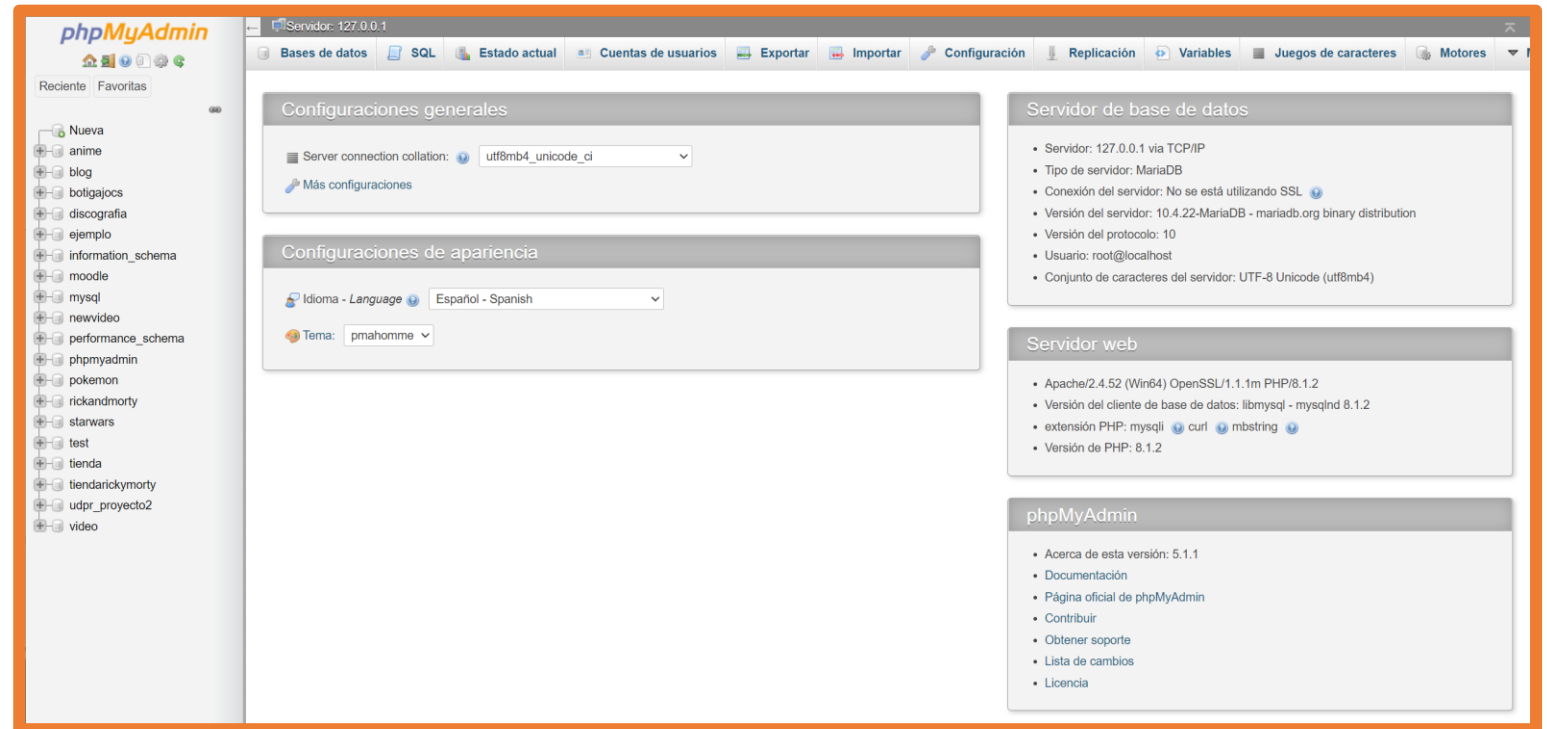 phpMyAdmin
Reciente Favoritas
Nueva
anime
blog
botigajocs
discografia
ejemplo
information_schema
moodle
mysql
newvideo
performance_schema
phpmyadmin
pokemon
rickandmorty
starwars
test
tienda
tiendarickymorty
udpr_proyecto2
video
Servidor: 127.0.0.1
Bases de datos SQL Estado actual Cuentas de usuarios Exportar Importar Configuración Replicación Variables Juegos de caracteres Motores
Configuraciones generales
Server connection collation: utf8mb4_unicode_ci
Más configuraciones
Configuraciones de apariencia
Idioma - Language Español - Spanish
Tema: pmahomme
Servidor de base de datos
• Servidor: 127.0.0.1 via TCP/IP
• Tipo de servidor: MariaDB
• Conexión del servidor: No se está utilizando SSL
• Versión del servidor: 10.4.22-MariaDB - mariadb.org binary distribution
• Versión del protocolo: 10
• Usuario: root@localhost
• Conjunto de caracteres del servidor: UTF-8 Unicode (utf8mb4)
Servidor web
• Apache/2.4.52 (Win64) OpenSSL/1.1.1m PHP/8.1.2
• Versión del cliente de base de datos: libmysql - mysqlnd 8.1.2
• extensión PHP: mysqli curl mbstring
• Versión de PHP: 8.1.2
phpMyAdmin
• Acerca de esta versión: 5.1.1
• Documentación
• Página oficial de phpMyAdmin
• Contribuir
• Obtener soporte
• Lista de cambios
• Licencia